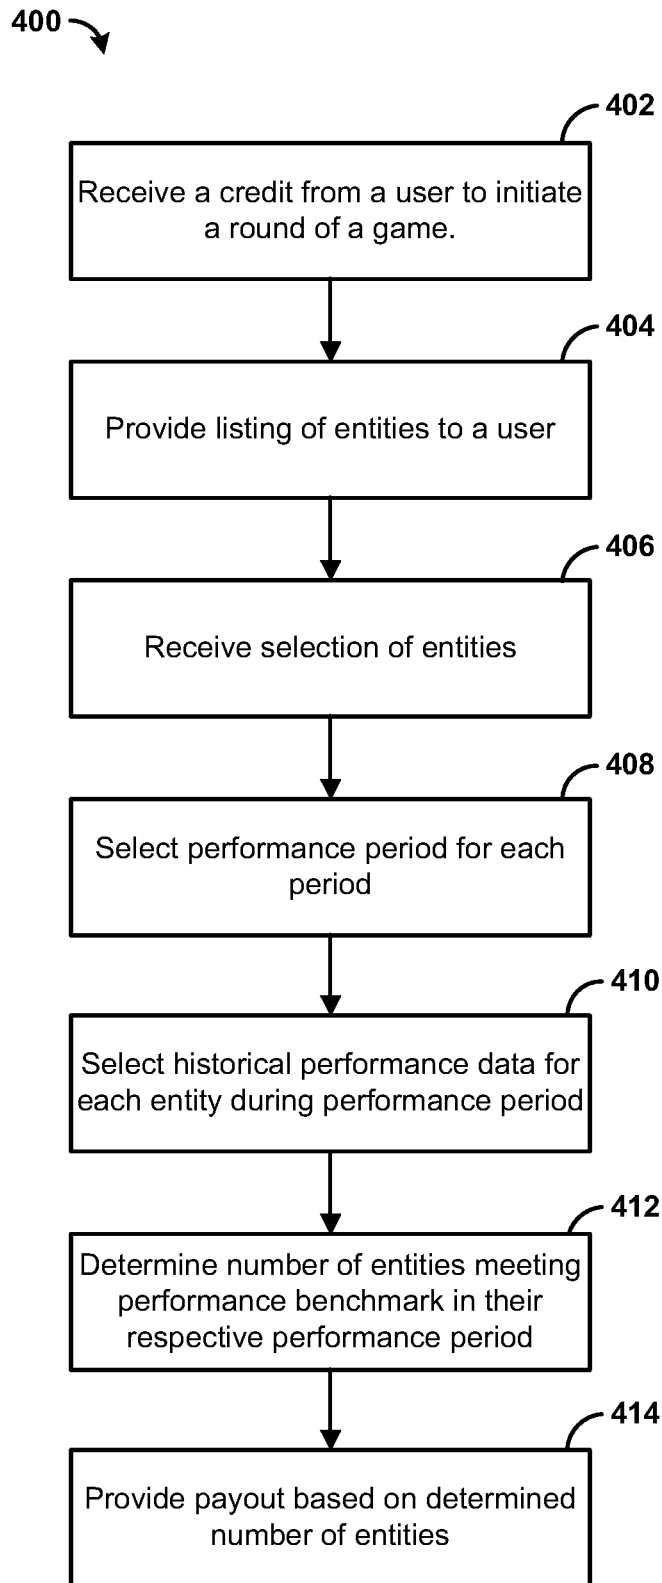 400
402
Receive a credit from a user to initiate
a round of a game.
404
Provide listing of entities to a user
406
Receive selection of entities
408
Select performance period for each
period
410
Select historical performance data for
each entity during performance period
412
Determine number of entities meeting
performance benchmark in their
respective performance period
414
Provide payout based on determined
number of entities